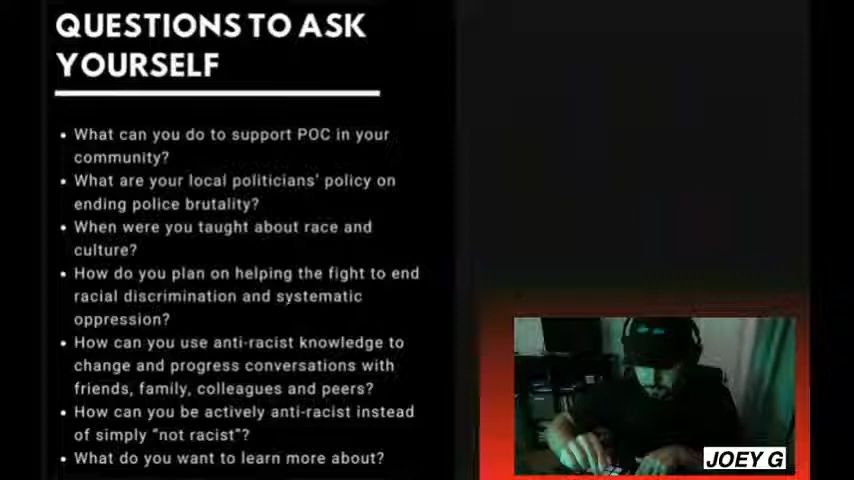 QUESTIONS TO ASK
YOURSELF
• What can you do to support POC in your
community?
• What are your local politicians' policy on
ending police brutality?
• When were you taught about race and
culture?
• How do you plan on helping the fight to end
racial discrimination and systematic
oppression?
• How can you use anti-racist knowledge to
change and progress conversations with
friends, family, colleagues and peers?
• How can you be actively anti-racist instead
of simply "not racist"?
• What do you want to learn more about?
JOEY G